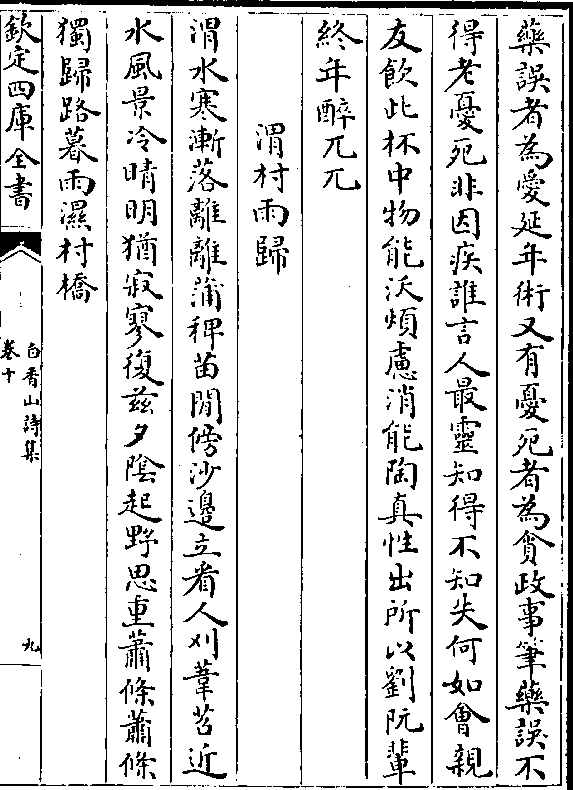 藥誤者為愛延年術又有憂死者為貪政事筆藥誤不
得老憂死非因疾誰言人最靈知得不知失何如會親
友飲此杯中物能沃煩慮消能陶真性出所以劉阮輩
終年醉兀兀
渭村雨歸
渭水寒漸落離離蒲稗苗閒傍沙邊立看人刈葦苕近
水風景冷晴明猶寂寥復兹夕陰起野思重蕭條蕭條
獨歸路暮雨濕村橋
欽定四庫全書
白香山詩集
卷十
九